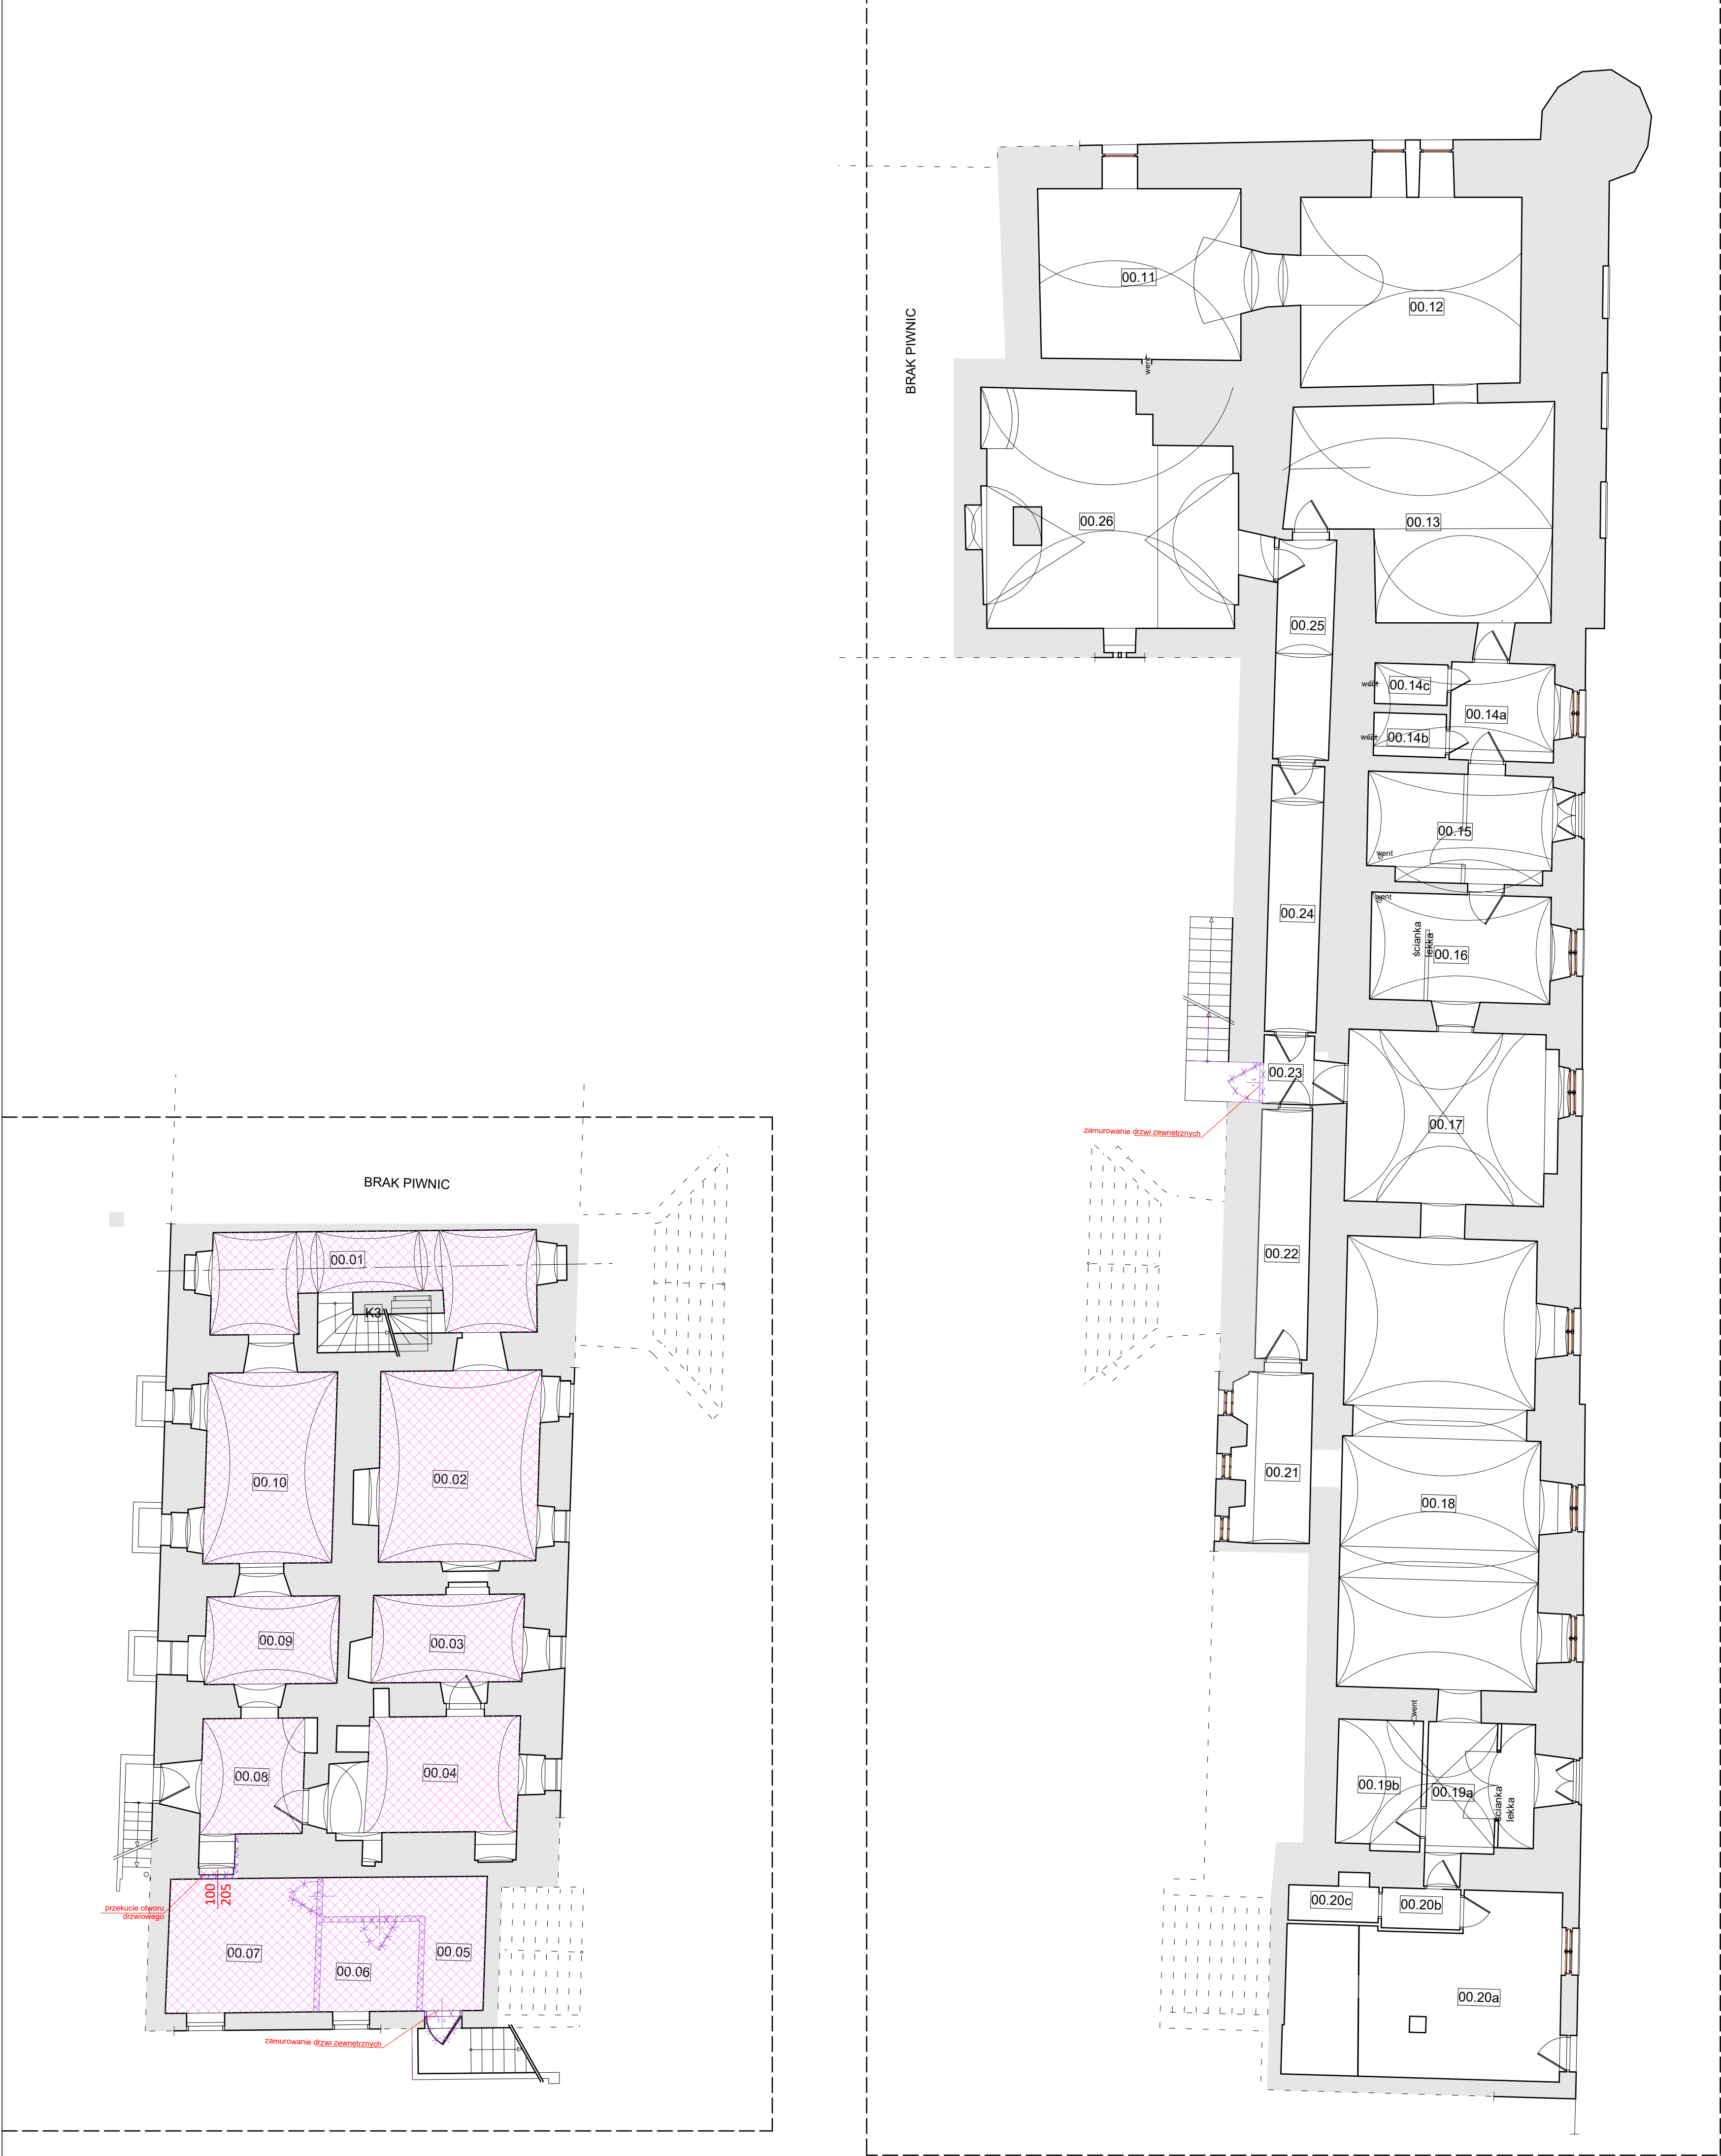 BRAK PIWNIC
00.01
K3
00.10
00.02
00.09
00.03
00.08
00.04
przekucie otworu
drzwiowego
100
205
00.07
00.06
00.05
zamurowanie drzwi zewnętrznych
BRAK PIWNIC
00.11
00.12
went
00.26
00.13
00.25
went
00.14c
00.14a
went
00.14b
00.15
went
went
00.24
ścianka
lekka
00.16
00.23
zamurowanie drzwi zewnętrznych
00.17
00.22
00.21
00.18
went
00.19b
00.19a
ścianka
lekka
00.20c
00.20b
00.20a